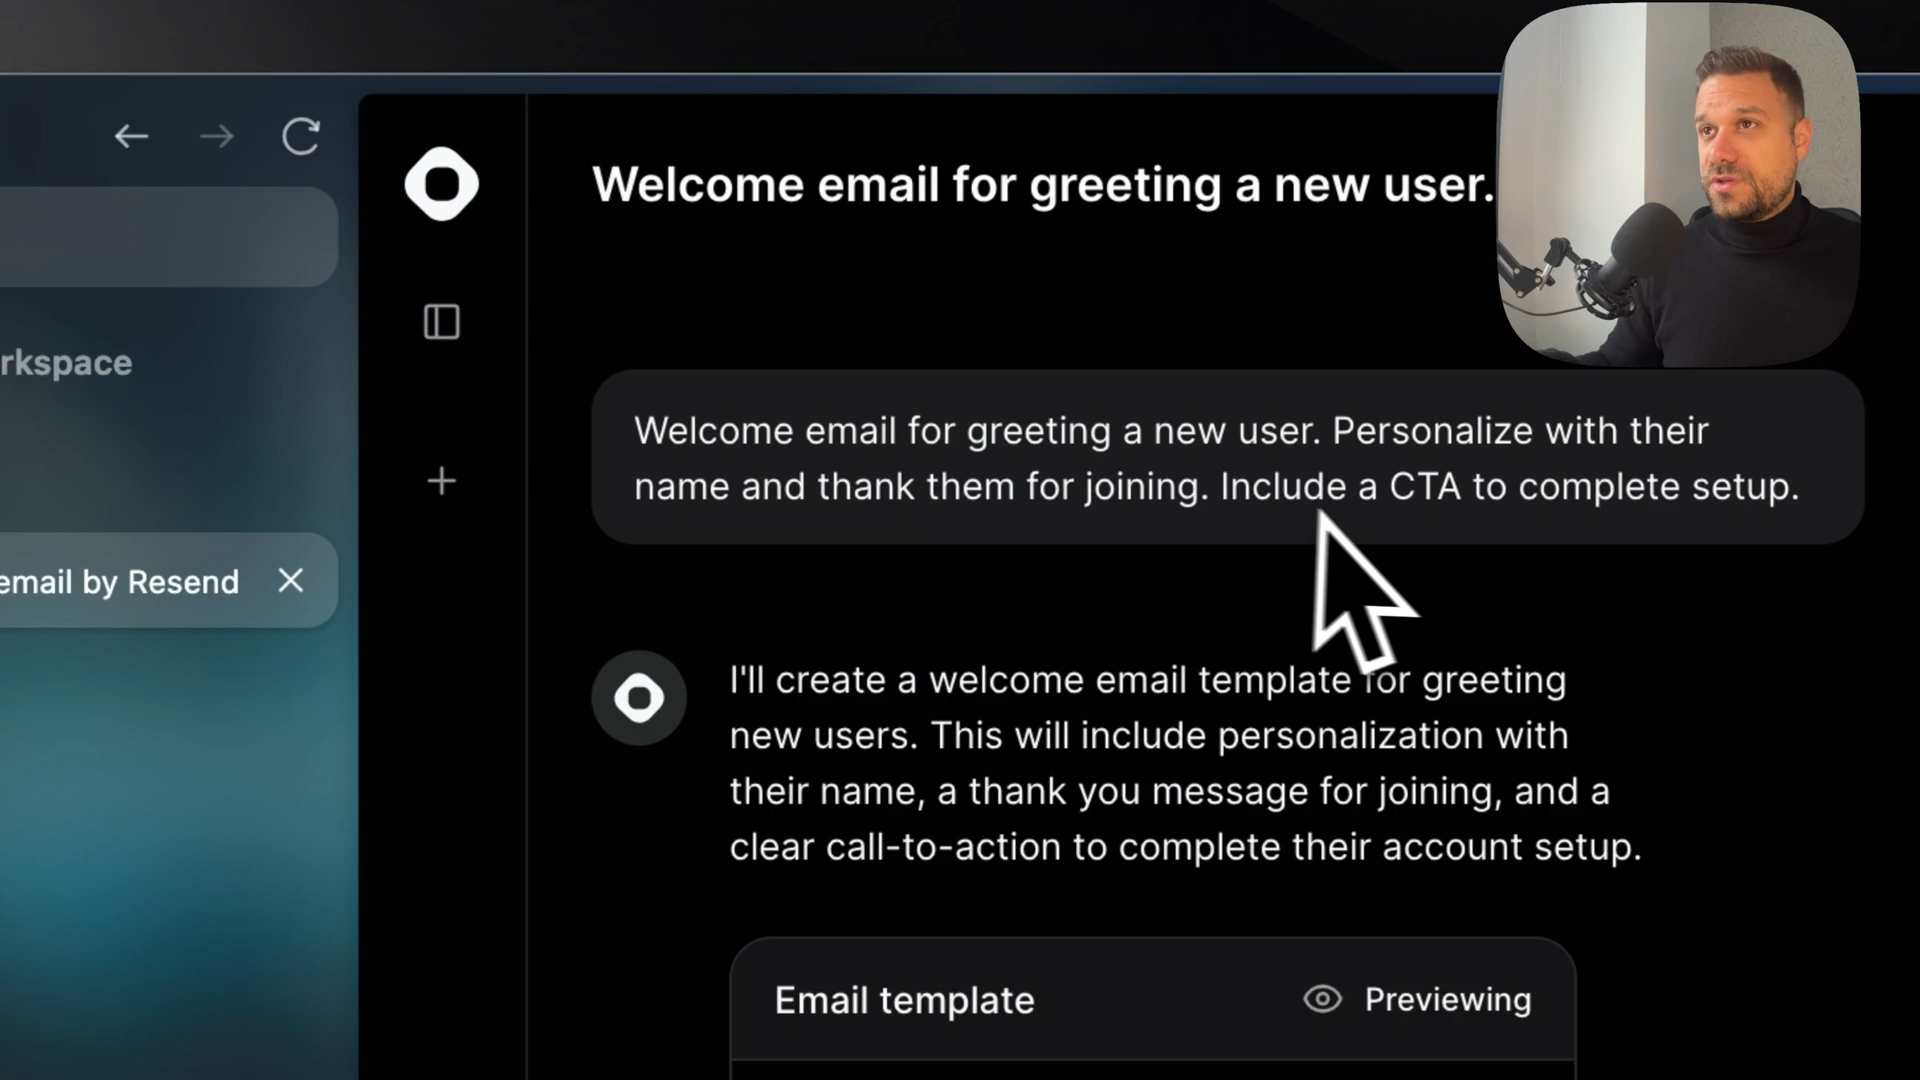 Welcome email for greeting a new user.
rkspace
Welcome email for greeting a new user. Personalize with their
name and thank them for joining. Include a CTA to complete setup.
email by Resend
I'll create a welcome email template for greeting
new users. This will include personalization with
their name, a thank you message for joining, and a
clear call-to-action to complete their account setup.
Email template
Previewing